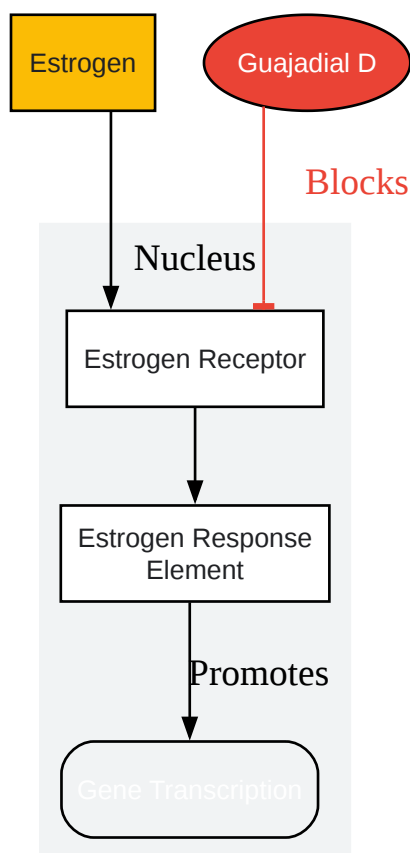 Estrogen
Guajadial D
Blocks
Nucleus
Estrogen Receptor
Estrogen Response
Element
Promotes
Gene Transcription